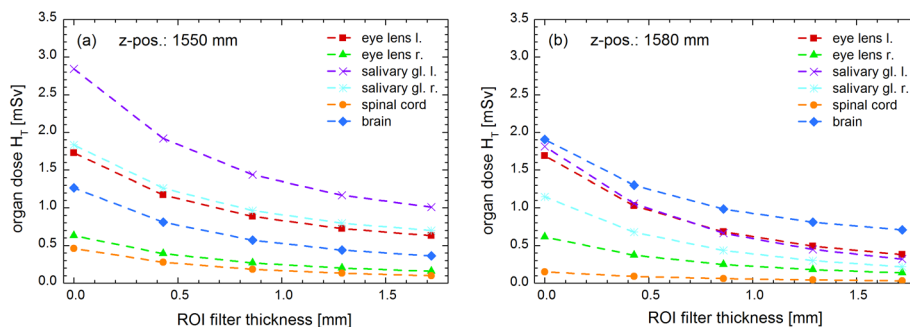 (a) z-pos.: 1550 mm
eye lens l.
eye lens r.
salivary gl. l.
salivary gl. r.
spinal cord
brain
organ dose H_T [mSv]
3.5
3.0
2.5
2.0
1.5
1.0
0.5
0.0
0.0 0.5 1.0 1.5
ROI filter thickness [mm]
(b) z-pos.: 1580 mm
eye lens l.
eye lens r.
salivary gl. l.
salivary gl. r.
spinal cord
brain
organ dose H_T [mSv]
3.5
3.0
2.5
2.0
1.5
1.0
0.5
0.0
0.0 0.5 1.0 1.5
ROI filter thickness [mm]